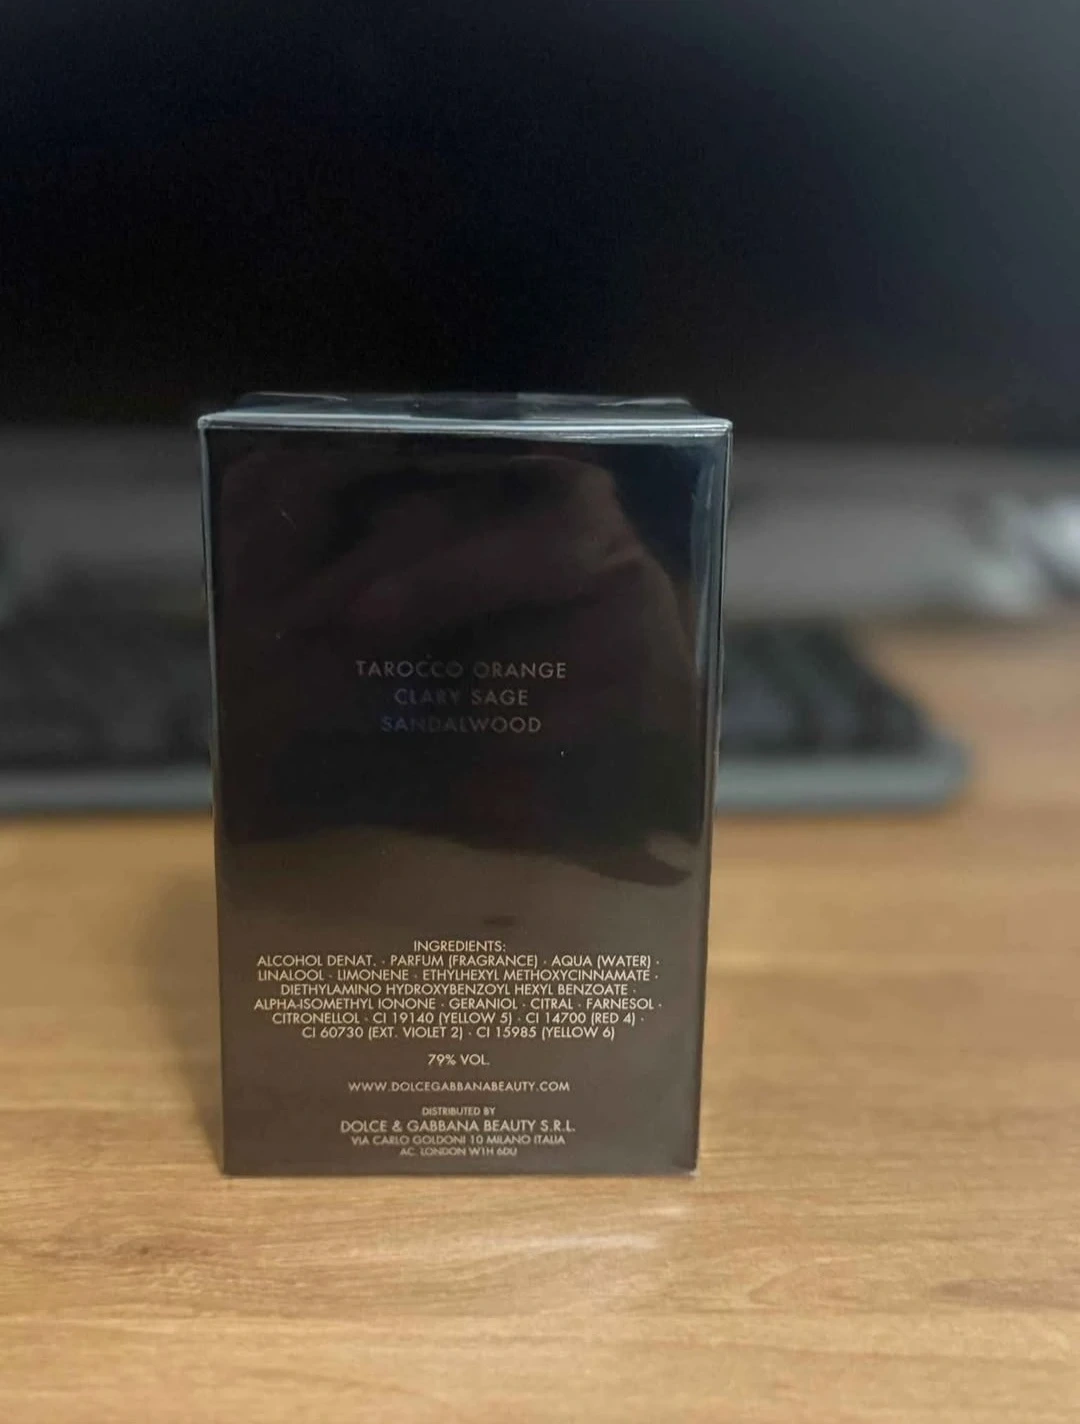 TAROCCO ORANGE
CLARY SAGE
SANDALWOOD
INGREDIENTS:
ALCOHOL DENAT. · PARFUM (FRAGRANCE) · AQUA (WATER) ·
LINALOOL · LIMONENE · ETHYLHEXYL METHOXYCINNAMATE ·
DIETHYLAMINO HYDROXYBENZOYL HEXYL BENZOATE ·
ALPHA-ISOMETHYL IONONE · GERANIOL · CITRAL · FARNESOL ·
CITRONELLOL · CI 19140 (YELLOW 5) · CI 14700 (RED 4) ·
CI 60730 (EXT. VIOLET 2) · CI 15985 (YELLOW 6)
79% VOL.
WWW.DOLCEGABBANABEAUTY.COM
DISTRIBUTED BY
DOLCE & GABBANA BEAUTY S.R.L.
VIA CARLO GOLDONI 10 MILANO ITALIA
AC. LONDON W1H 6DU